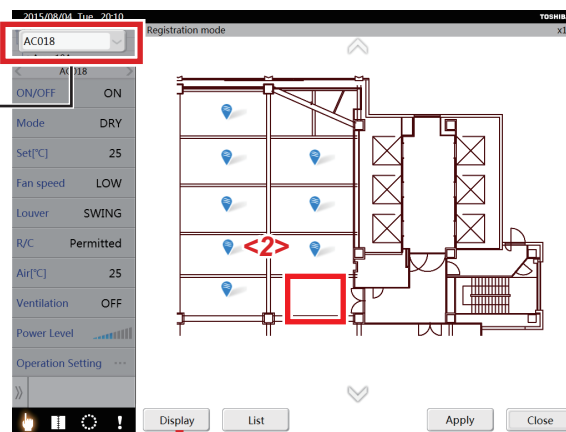 2015/08/04 Tue 20:10
TOSHIBA
Registration mode
x1
AC018
AC018
ON/OFF ON
Mode DRY
Set[°C] 25
Fan speed LOW
Louver SWING
R/C Permitted
Air[°C] 25
Ventilation OFF
Power Level
Operation Setting ...
<2>
Display
List
Apply
Close